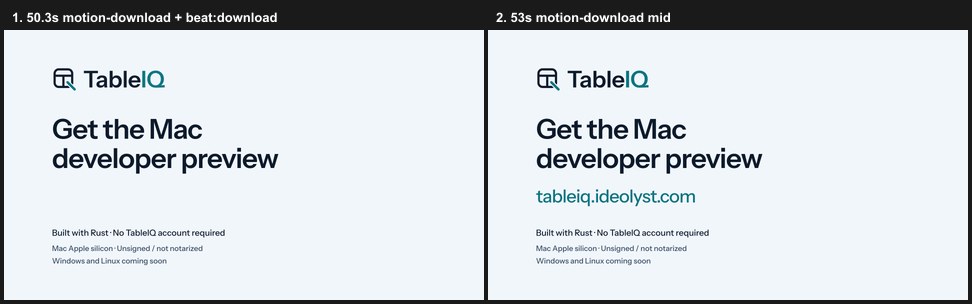 1. 50.3s motion-download + beat:download
TableIQ
Get the Mac
developer preview
Built with Rust · No TableIQ account required
Mac Apple silicon · Unsigned / not notarized
Windows and Linux coming soon
2. 53s motion-download mid
TableIQ
Get the Mac
developer preview
tableiq.ideolyst.com
Built with Rust · No TableIQ account required
Mac Apple silicon · Unsigned / not notarized
Windows and Linux coming soon